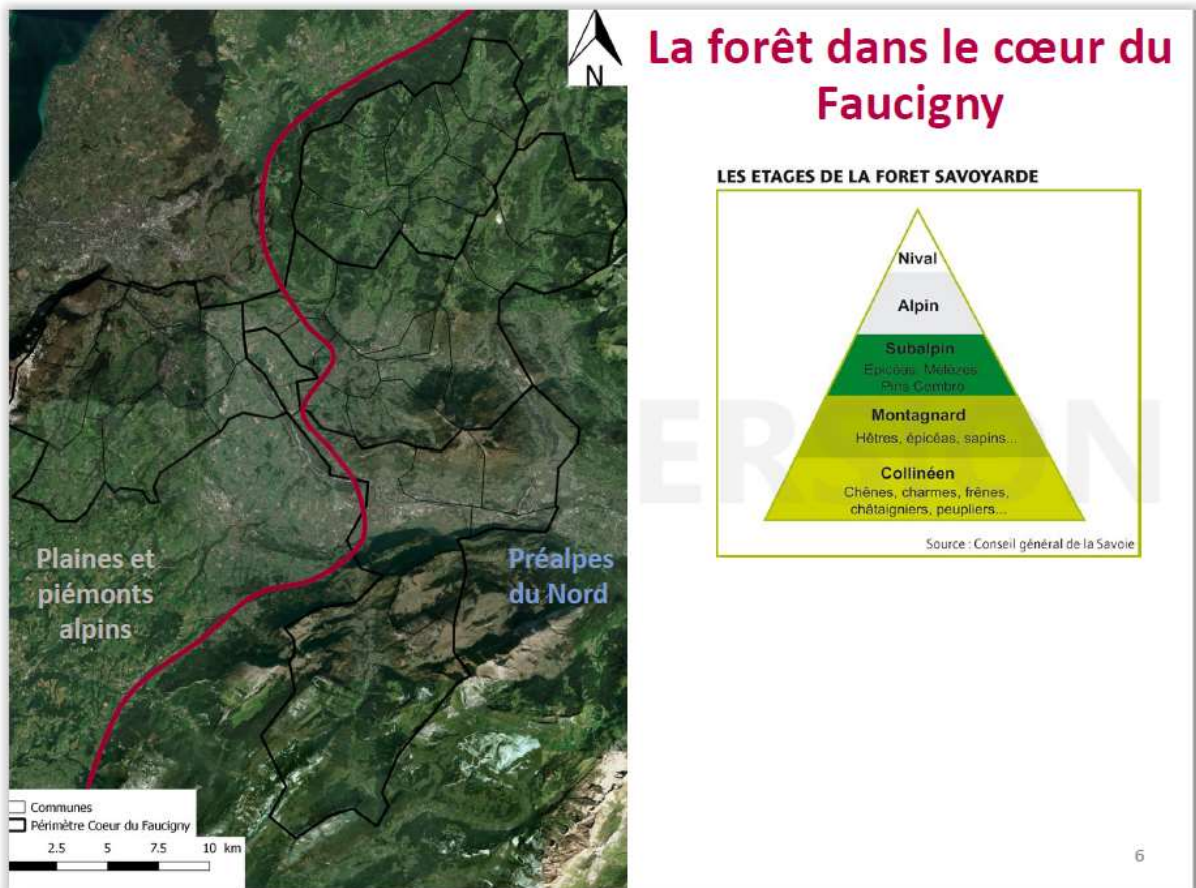 La forêt dans le cœur du
Faucigny
N
LES ETAGES DE LA FORET SAVOYARDE
Nival
Alpin
Subalpin
Epicéas, Mélèzes
Pins Cembro
Montagnard
Hêtres, épicéas, sapins...
Collinéen
Chênes, charmes, frênes,
châtaigniers, peupliers...
Source : Conseil général de la Savoie
ERSION
Plaines et
piémonts
alpins
Préalpes
du Nord
Communes
Périmètre Coeur du Faucigny
2.5 5 7.5 10 km
6